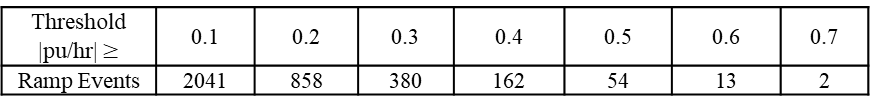 Threshold
|pu/hr| ≥ 0.1 0.2 0.3 0.4 0.5 0.6 0.7
Ramp Events 2041 858 380 162 54 13 2